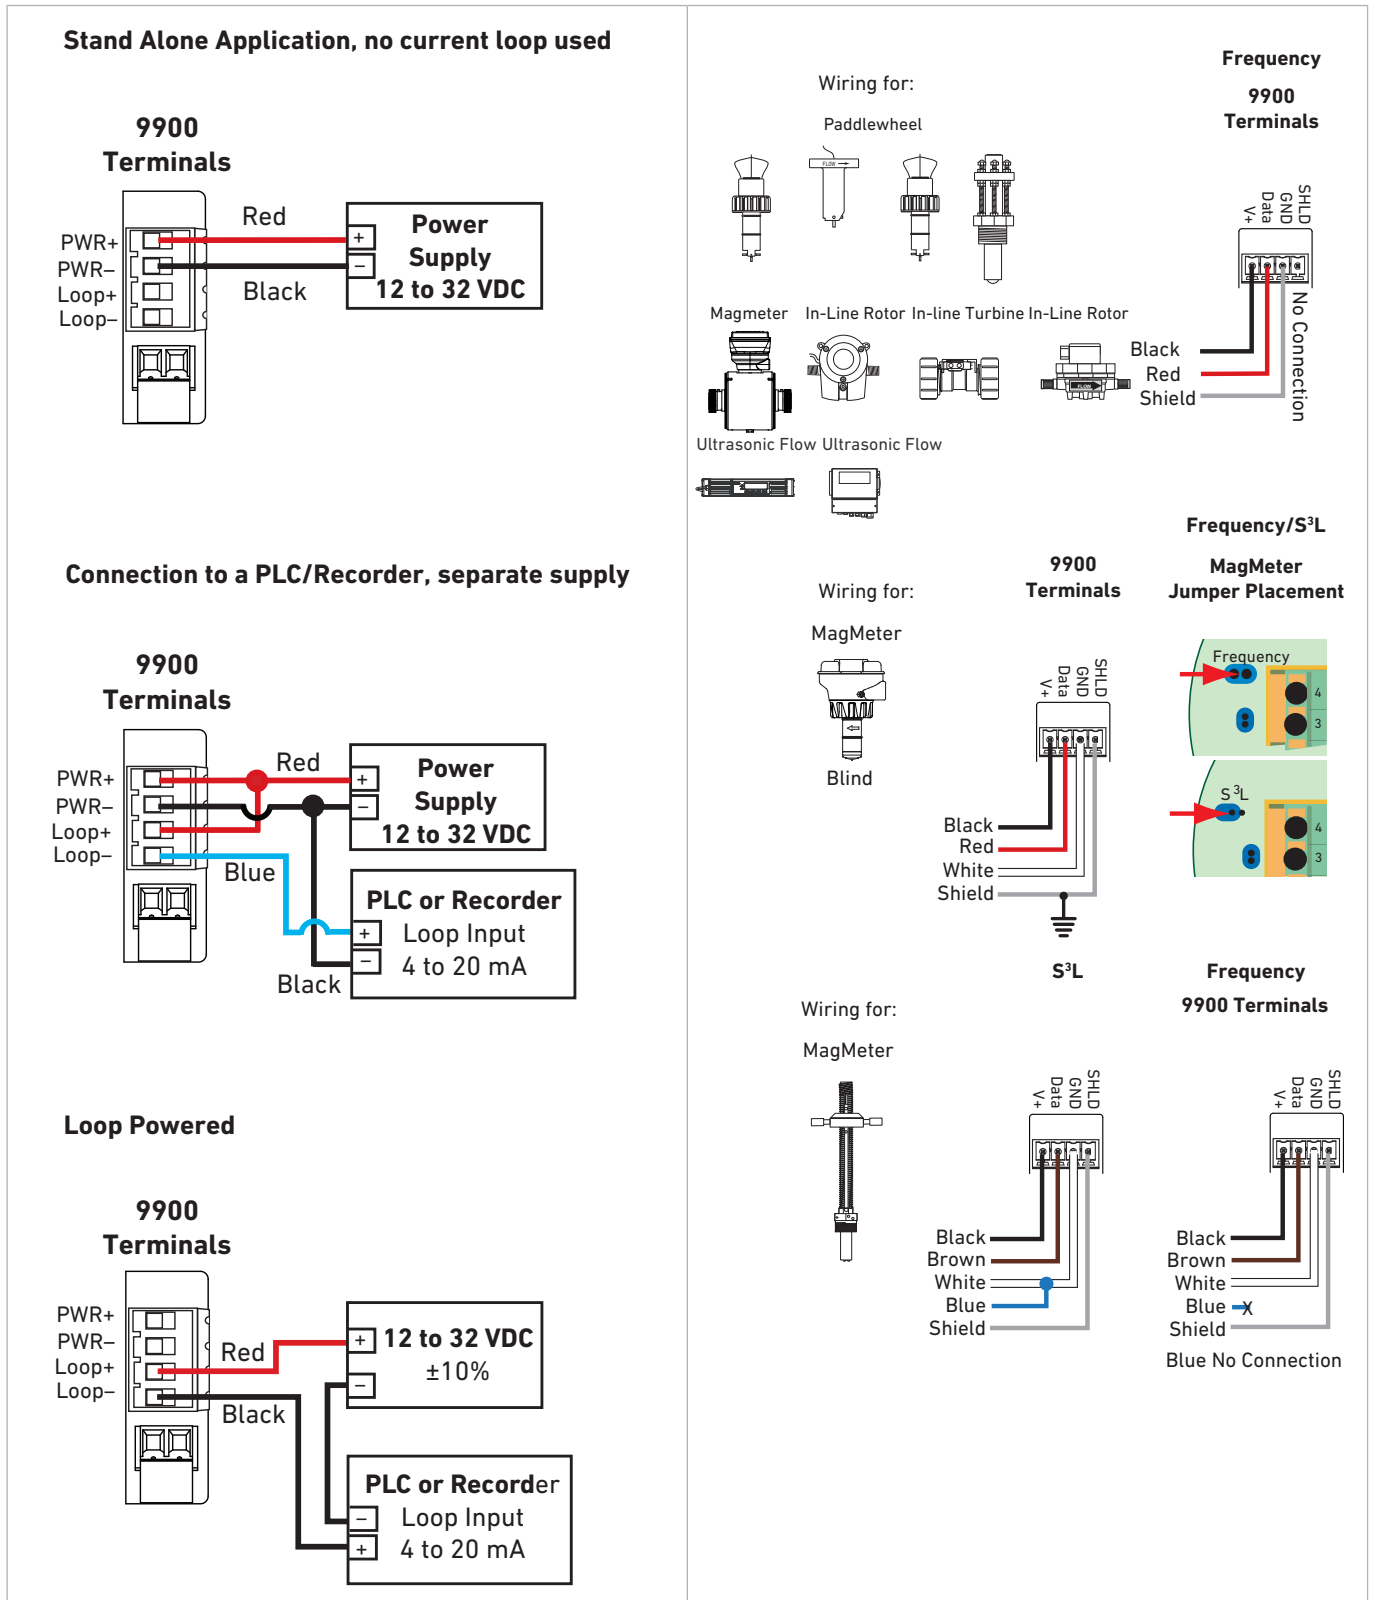 Stand Alone Application, no current loop used
9900
Terminals
PWR+
PWR–
Loop+
Loop–
Red
Black
+
–
Power
Supply
12 to 32 VDC
Connection to a PLC/Recorder, separate supply
9900
Terminals
PWR+
PWR–
Loop+
Loop–
Red
Blue
Black
+
–
Power
Supply
12 to 32 VDC
PLC or Recorder
+
Loop Input
–
4 to 20 mA
Loop Powered
9900
Terminals
PWR+
PWR–
Loop+
Loop–
Red
Black
+
12 to 32 VDC
–
±10%
PLC or Recorder
–
Loop Input
+
4 to 20 mA
Frequency
Wiring for:
9900
Terminals
Paddlewheel
FLOW
V+
Data
GND
SHLD
No Connection
Magmeter
In-Line Rotor
In-line Turbine
In-Line Rotor
FLOW
Black
Red
Shield
Ultrasonic Flow
Ultrasonic Flow
Frequency/S³L
Wiring for:
9900
Terminals
MagMeter
Jumper Placement
MagMeter
Blind
V+
Data
GND
SHLD
Frequency
4
3
S³L
4
3
Black
Red
White
Shield
S³L
Frequency
Wiring for:
9900 Terminals
MagMeter
V+
Data
GND
SHLD
V+
Data
GND
SHLD
Black
Brown
White
Blue
Shield
Black
Brown
White
Blue
X
Shield
Blue No Connection